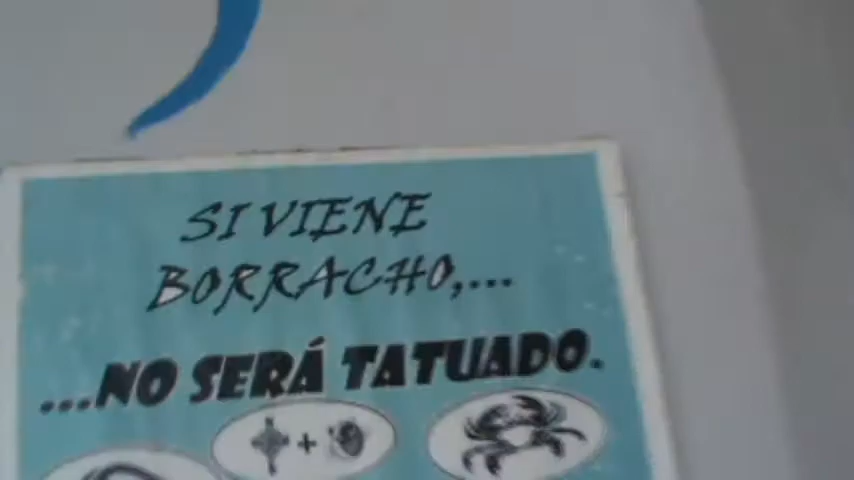 SI VIENE
BORRACHO,...
...NO SERÁ TATUADO.
+